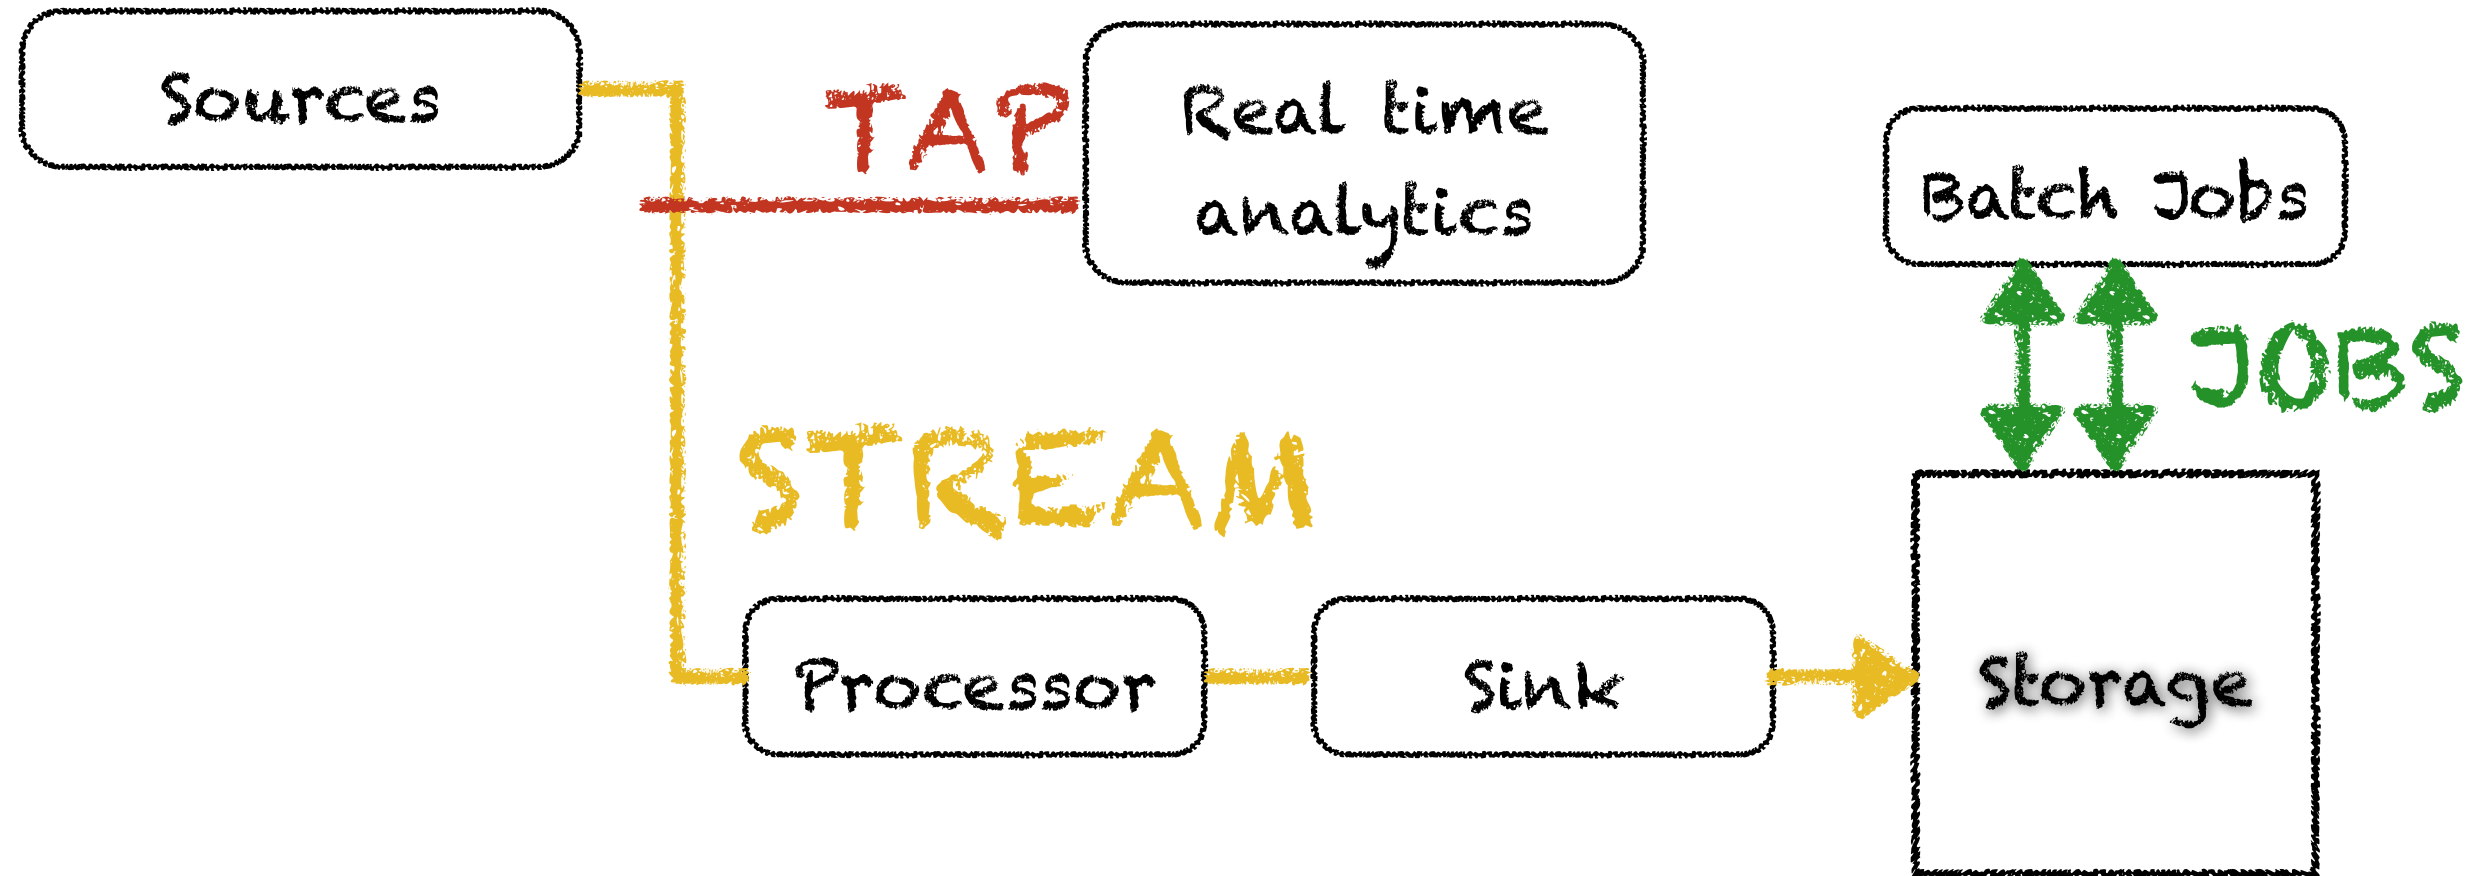 Sources
TAP
Real time
analytics
Batch Jobs
JOBS
STREAM
Processor
Sink
Storage